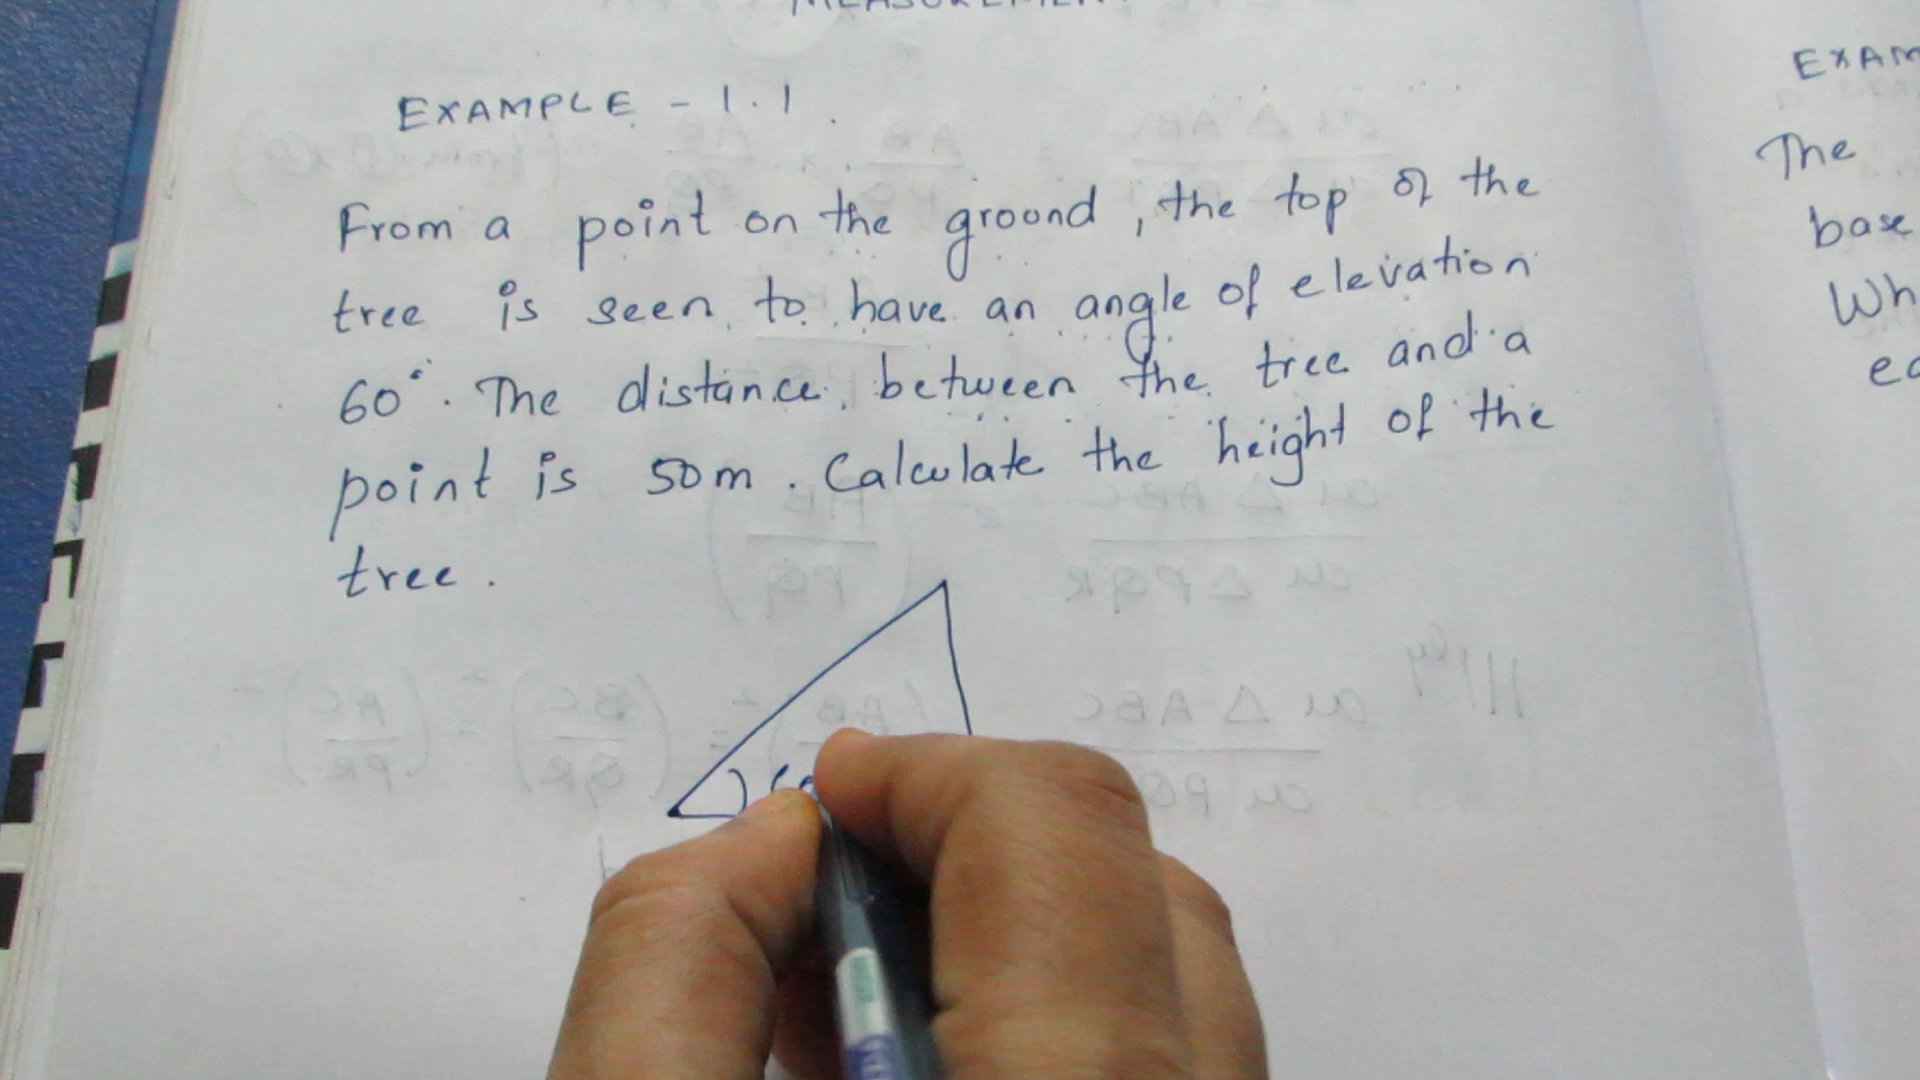 EXAMPLE - 1.1
From a point on the ground, the top of the
tree is seen to have an angle of elevation
60°. The distance between the tree and a
point is 50m. Calculate the height of the
tree.
EXAM
The
base
Wh